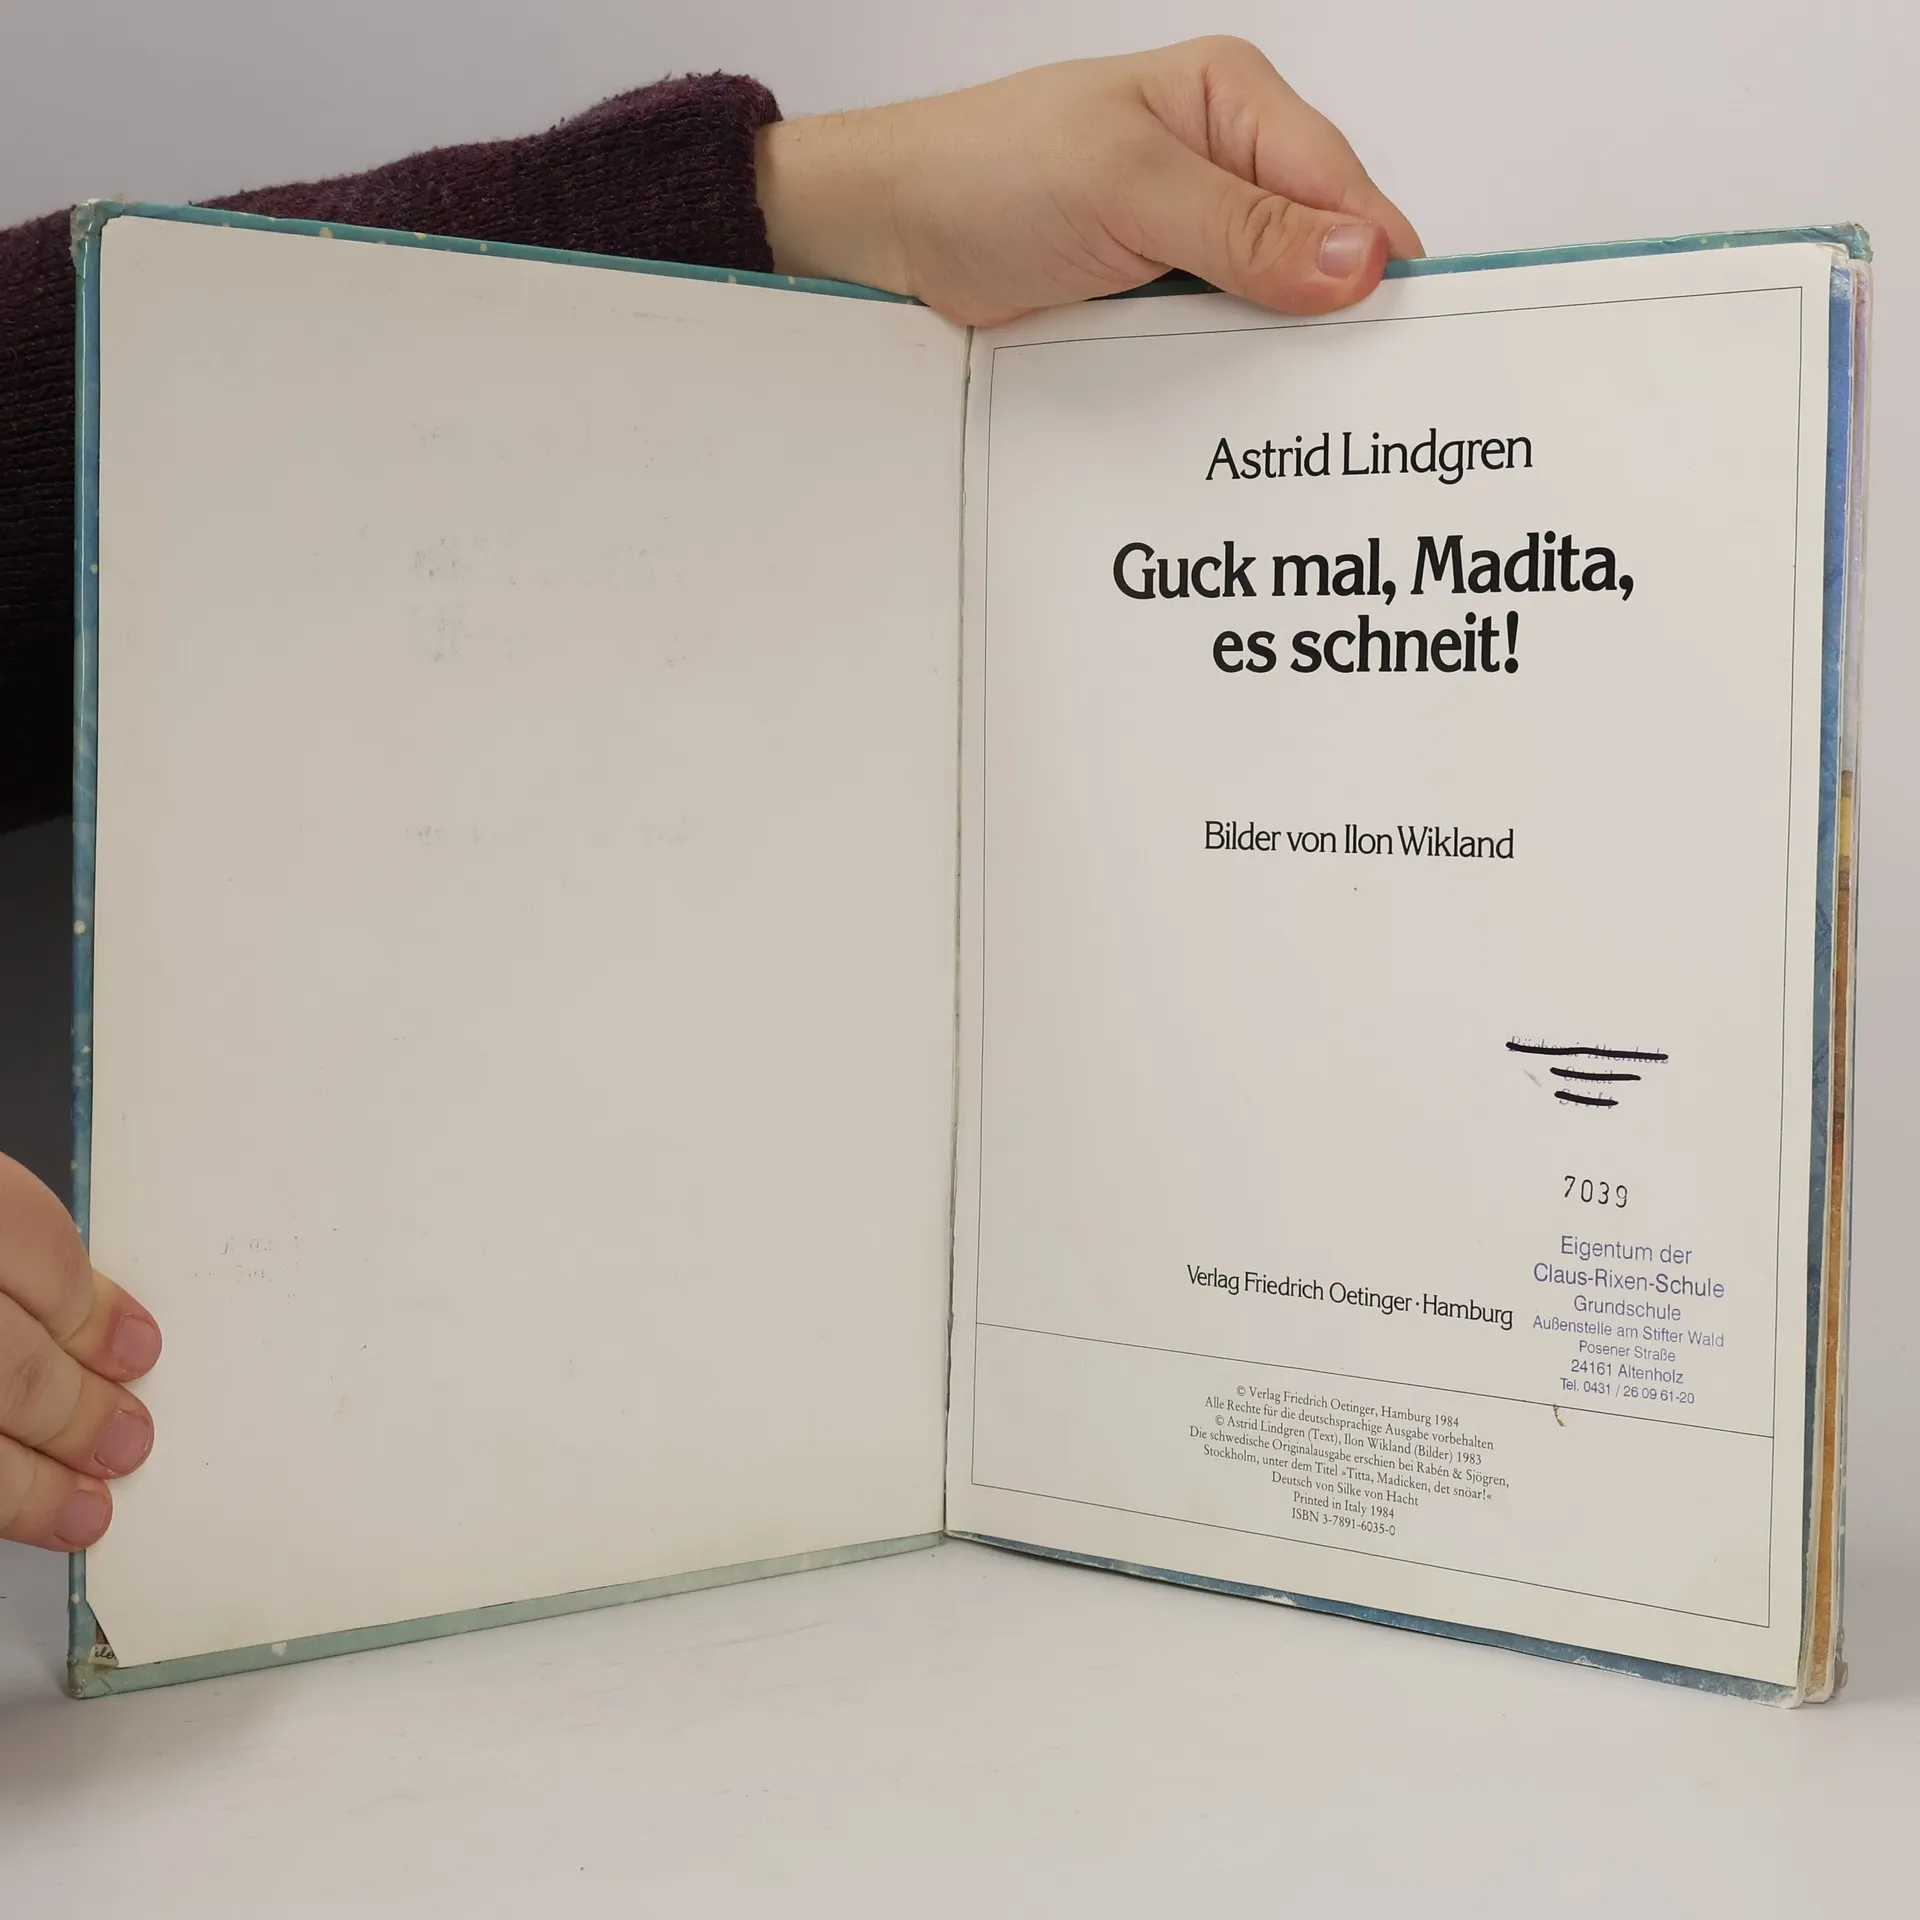 Astrid Lindgren
Guck mal, Madita,
es schneit!
Bilder von Ilon Wikland
Bücherei Altenholz
Ortsteil
Stift
7039
Eigentum der
Claus-Rixen-Schule
Grundschule
Außenstelle am Stifter Wald
Posener Straße
24161 Altenholz
Tel. 0431 / 26 09 61-20
Verlag Friedrich Oetinger · Hamburg
© Verlag Friedrich Oetinger, Hamburg 1984
Alle Rechte für die deutschsprachige Ausgabe vorbehalten
© Astrid Lindgren (Text), Ilon Wikland (Bilder) 1983
Die schwedische Originalausgabe erschien bei Rabén & Sjögren,
Stockholm, unter dem Titel »Titta, Madicken, det snöar!«
Deutsch von Silke von Hacht
Printed in Italy 1984
ISBN 3-7891-6035-0